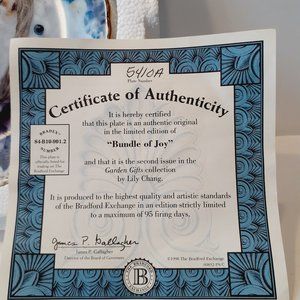 5410A
Plate Number
Certificate of Authenticity
BRADEX
84-B10-901.2
NUMBER
This plate is
officially listed for
trading on The
Bradford Exchange
It is hereby certified
that this plate is an authentic original
in the limited edition of
"Bundle of Joy"
and that it is the second issue in the
Garden Gifts collection
by Lily Chang.
It is produced to the highest quality and artistic standards
of the Bradford Exchange in an edition strictly limited
to a maximum of 95 firing days.
James P. Gallagher
James P. Gallagher
Director of the Board of Governors
B
©1998 The Bradford Exchange